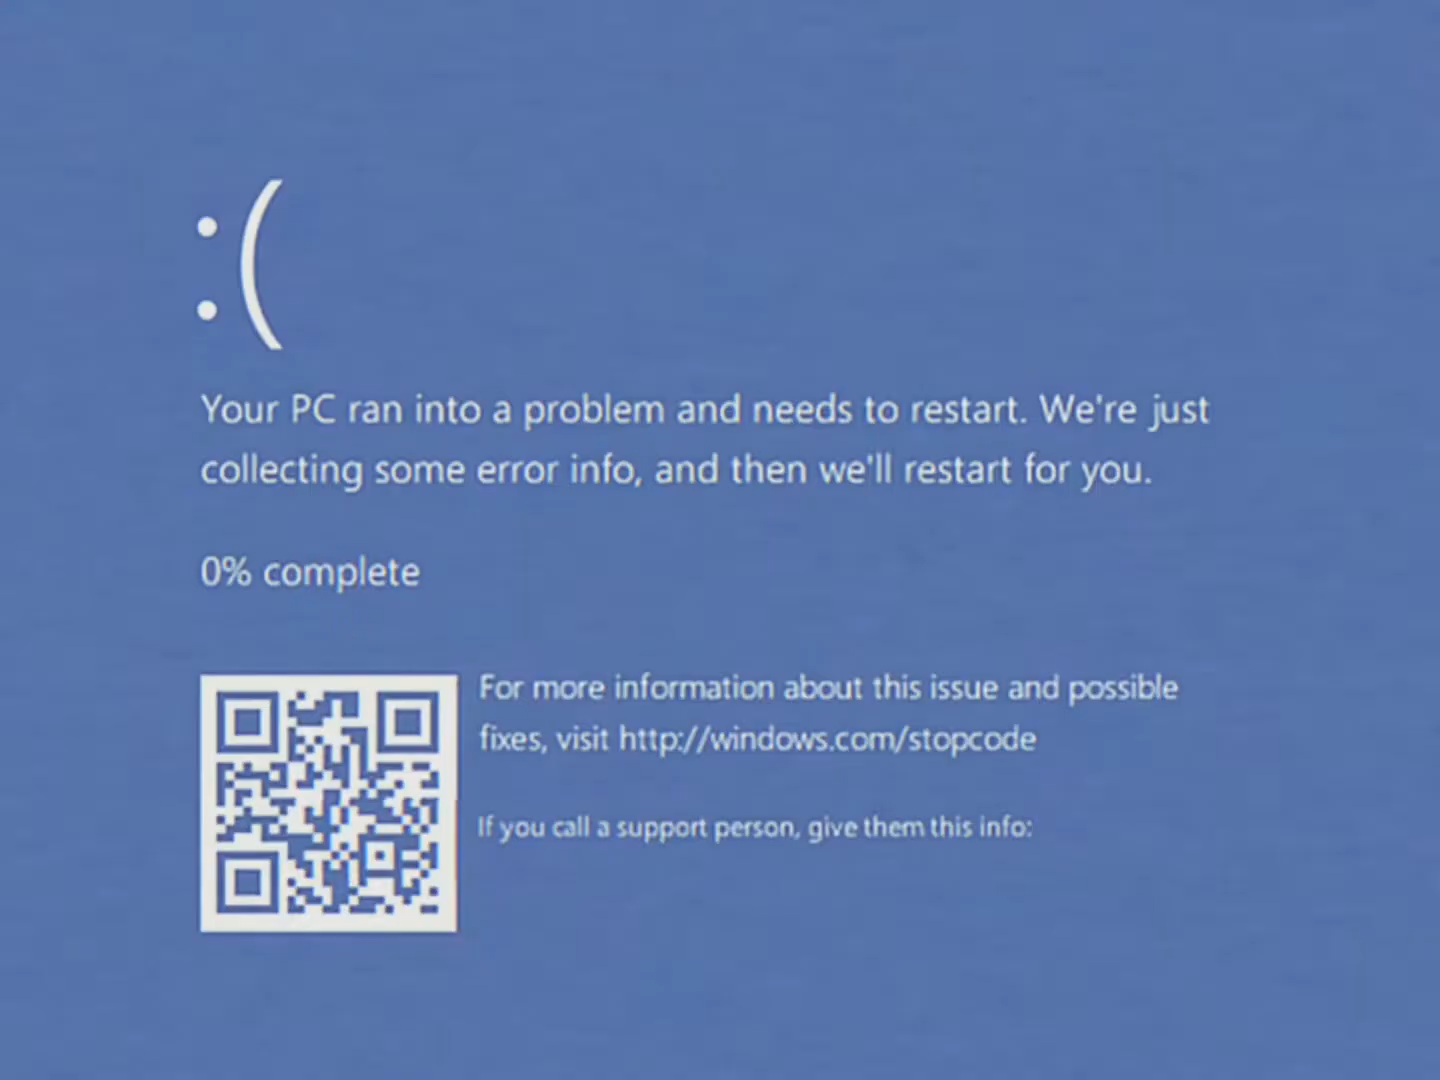 :(
Your PC ran into a problem and needs to restart. We're just
collecting some error info, and then we'll restart for you.
0% complete
For more information about this issue and possible
fixes, visit http://windows.com/stopcode
If you call a support person, give them this info: